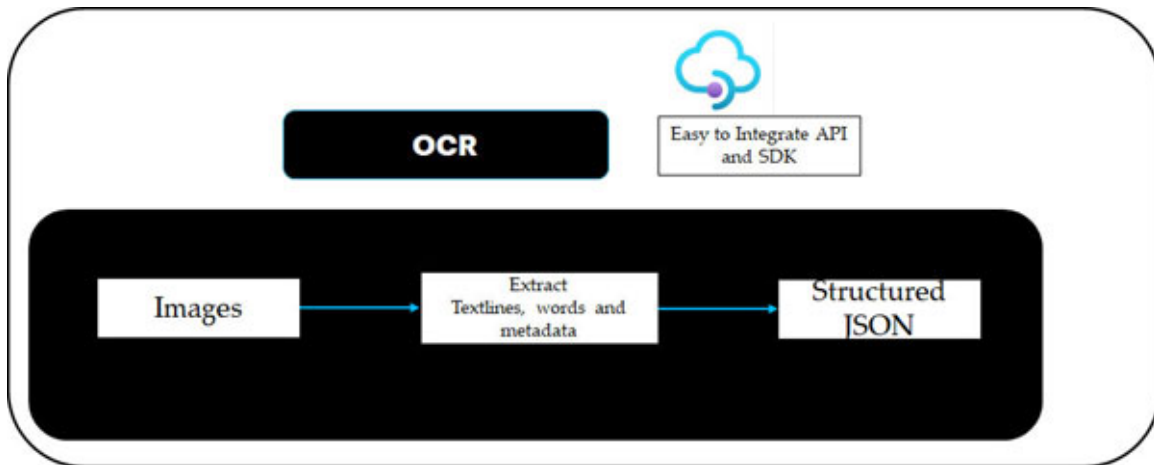 OCR
Easy to Integrate API
and SDK
Images
Extract
Textlines, words and
metadata
Structured
JSON